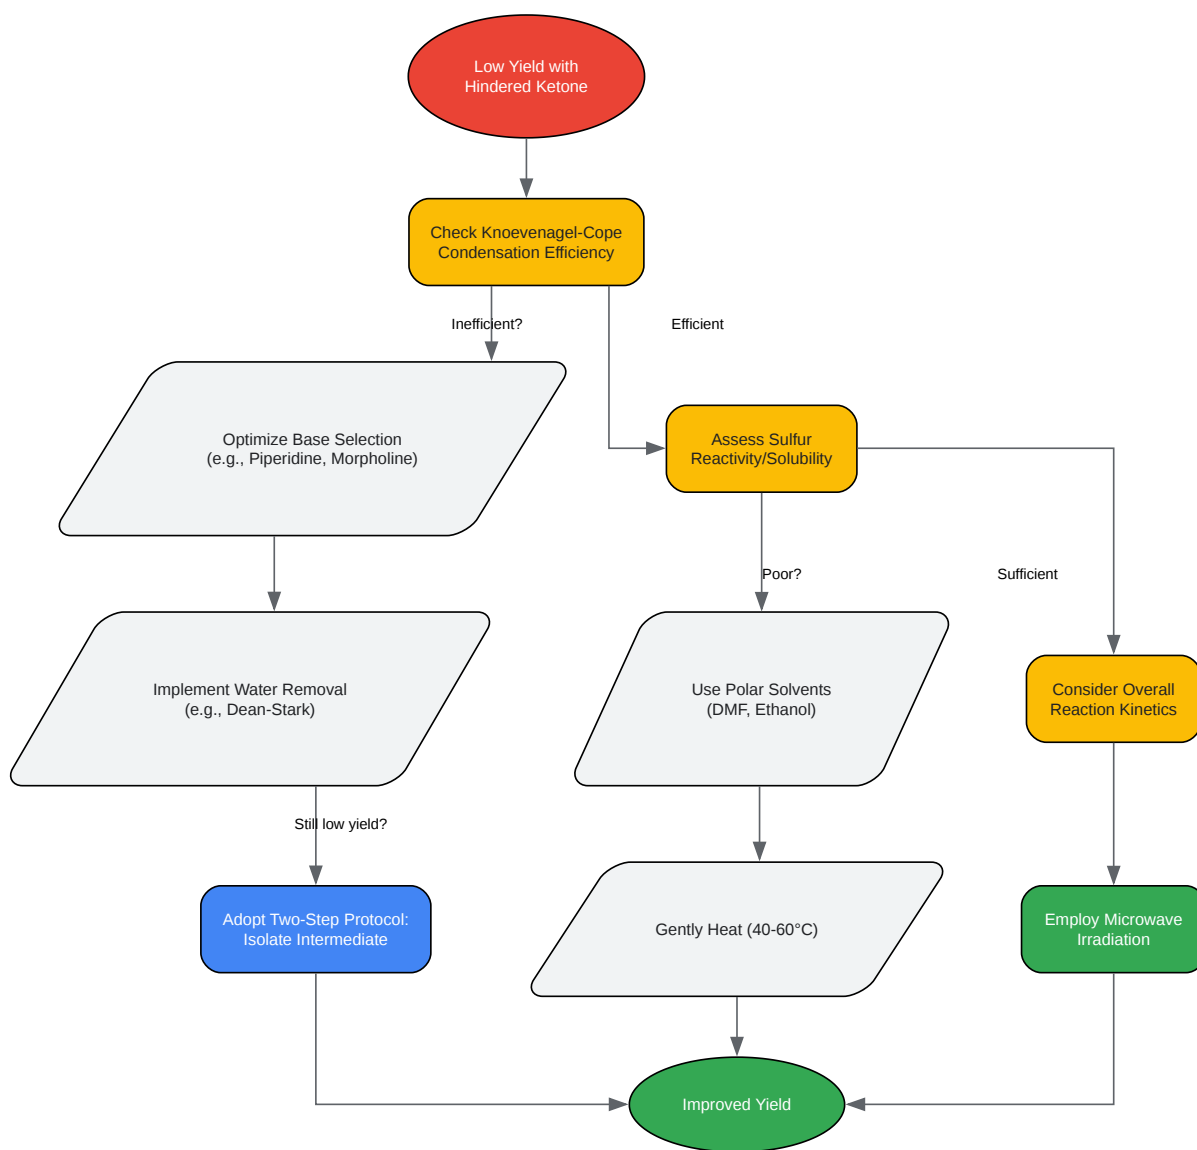 Low Yield with
Hindered Ketone
Check Knoevenagel-Cope
Condensation Efficiency
Inefficient?
Efficient
Optimize Base Selection
(e.g., Piperidine, Morpholine)
Assess Sulfur
Reactivity/Solubility
Poor?
Sufficient
Implement Water Removal
(e.g., Dean-Stark)
Use Polar Solvents
(DMF, Ethanol)
Consider Overall
Reaction Kinetics
Still low yield?
Adopt Two-Step Protocol:
Isolate Intermediate
Gently Heat (40-60°C)
Employ Microwave
Irradiation
Improved Yield